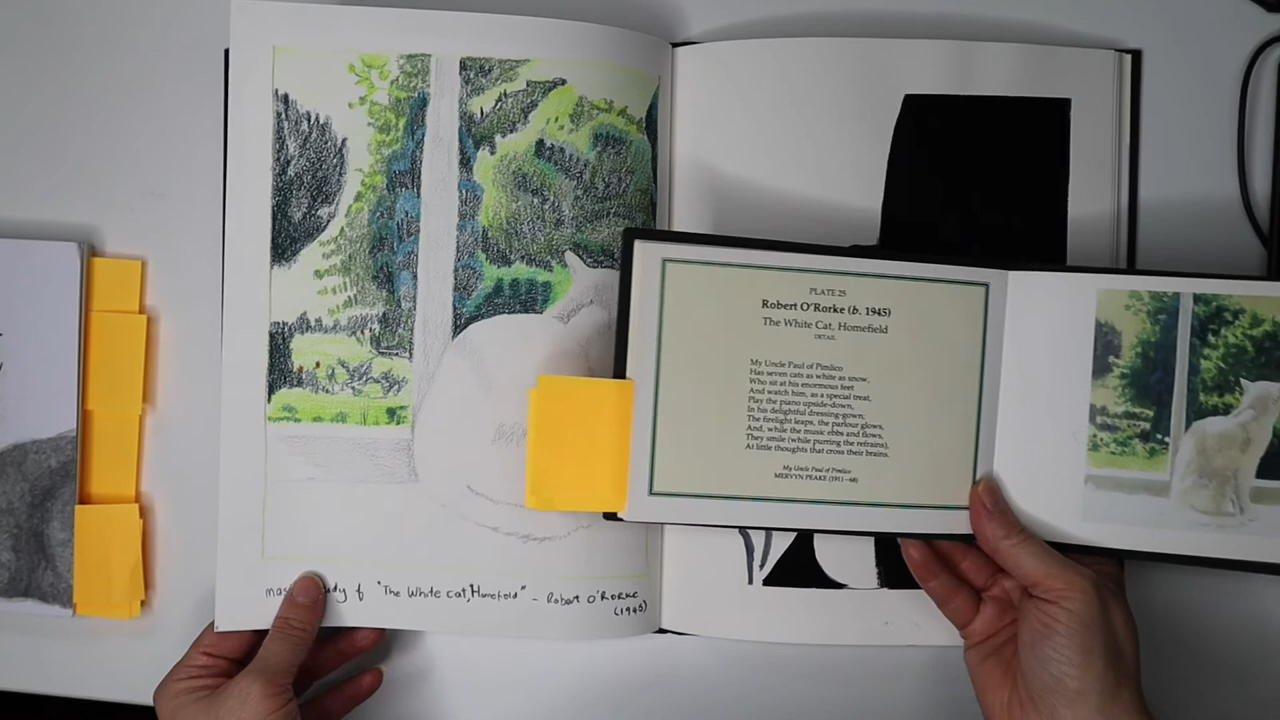 PLATE 25
Robert O'Rorke (b. 1945)
The White Cat, Homefield
DETAIL
My Uncle Paul of Pimlico
Has seven cats as white as snow,
Who sit at his enormous feet
And watch him, as a special treat,
Play the piano upside-down,
In his delightful dressing-gown;
The firelight leaps, the parlour glows,
And, while the music ebbs and flows,
They smile (while purring the refrains),
At little thoughts that cross their brains.
My Uncle Paul of Pimlico
MERVYN PEAKE (1911–68)
"The White cat, Homefold" - Robert O'RORKE